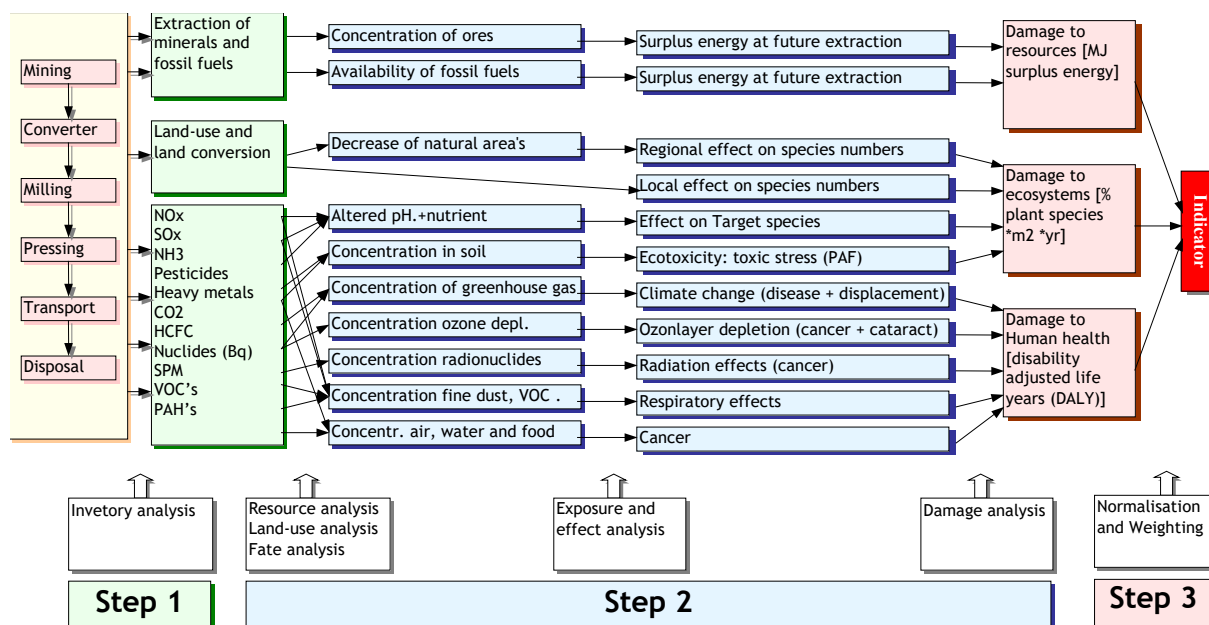 Mining
Converter
Milling
Pressing
Transport
Disposal
Extraction of
minerals and
fossil fuels
Land-use and
land conversion
NOx
SOx
NH3
Pesticides
Heavy metals
CO2
HCFC
Nuclides (Bq)
SPM
VOC's
PAH's
Concentration of ores
Availability of fossil fuels
Decrease of natural area's
Altered pH.+nutrient
Concentration in soil
Concentration of greenhouse gas
Concentration ozone depl.
Concentration radionuclides
Concentration fine dust, VOC .
Concentr. air, water and food
Surplus energy at future extraction
Surplus energy at future extraction
Regional effect on species numbers
Local effect on species numbers
Effect on Target species
Ecotoxicity: toxic stress (PAF)
Climate change (disease + displacement)
Ozonlayer depletion (cancer + cataract)
Radiation effects (cancer)
Respiratory effects
Cancer
Damage to
resources [MJ
surplus energy]
Damage to
ecosystems [%
plant species
*m2 *yr]
Damage to
Human health
[disability
adjusted life
years (DALY)]
Indicator
Invetory analysis
Resource analysis
Land-use analysis
Fate analysis
Exposure and
effect analysis
Damage analysis
Normalisation
and Weighting
Step 1
Step 2
Step 3